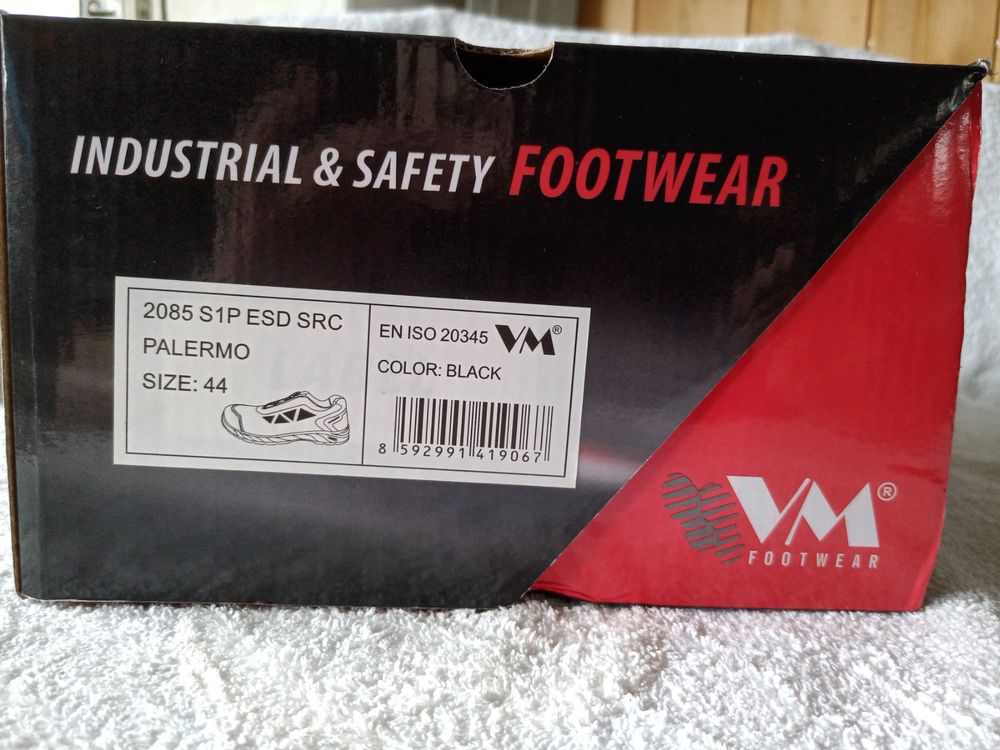 INDUSTRIAL & SAFETY FOOTWEAR
2085 S1P ESD SRC
PALERMO
SIZE: 44
EN ISO 20345 VM®
COLOR: BLACK
8 592991 419067
VM®
FOOTWEAR